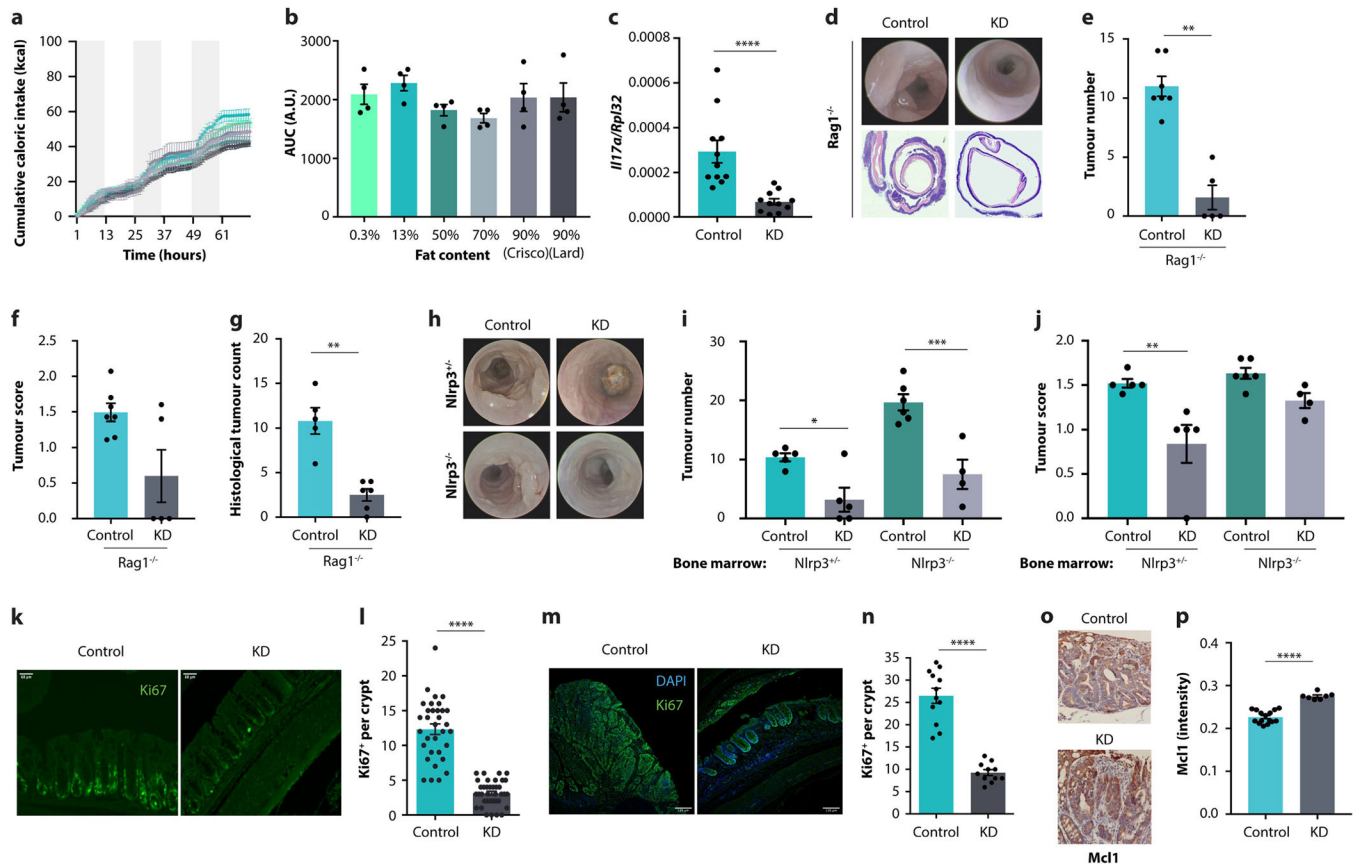 a
Cumulative caloric intake (kcal)
100
80
60
40
20
0
1 13 25 37 49 61
Time (hours)
b
AUC (A.U.)
3000
2000
1000
0
0.3% 13% 50% 70% 90% 90%
(Crisco)(Lard)
Fat content
c
Il17a/Rpl32
0.0008
0.0006
0.0004
0.0002
0.0000
****
Control KD
d
Control KD
Rag1-/-
e
Tumour number
15
10
5
0
**
Control KD
Rag1-/-
f
Tumour score
2.5
2.0
1.5
1.0
0.5
0.0
Control KD
Rag1-/-
g
Histological tumour count
20
15
10
5
0
**
Control KD
Rag1-/-
h
Control KD
Nlrp3+/-
Nlrp3-/-
i
Tumour number
30
20
10
0
*
***
Control KD Control KD
Bone marrow: Nlrp3+/- Nlrp3-/-
j
Tumour score
2.0
1.5
1.0
0.5
0.0
**
Control KD Control KD
Bone marrow: Nlrp3+/- Nlrp3-/-
k
Control KD
Ki67
l
Ki67+ per crypt
25
20
15
10
5
0
****
Control KD
m
Control KD
DAPI
Ki67
n
Ki67+ per crypt
35
30
25
20
15
10
5
0
****
Control KD
o
Control
KD
Mcl1
p
Mcl1 (intensity)
0.4
0.3
0.2
0.1
0.0
****
Control KD